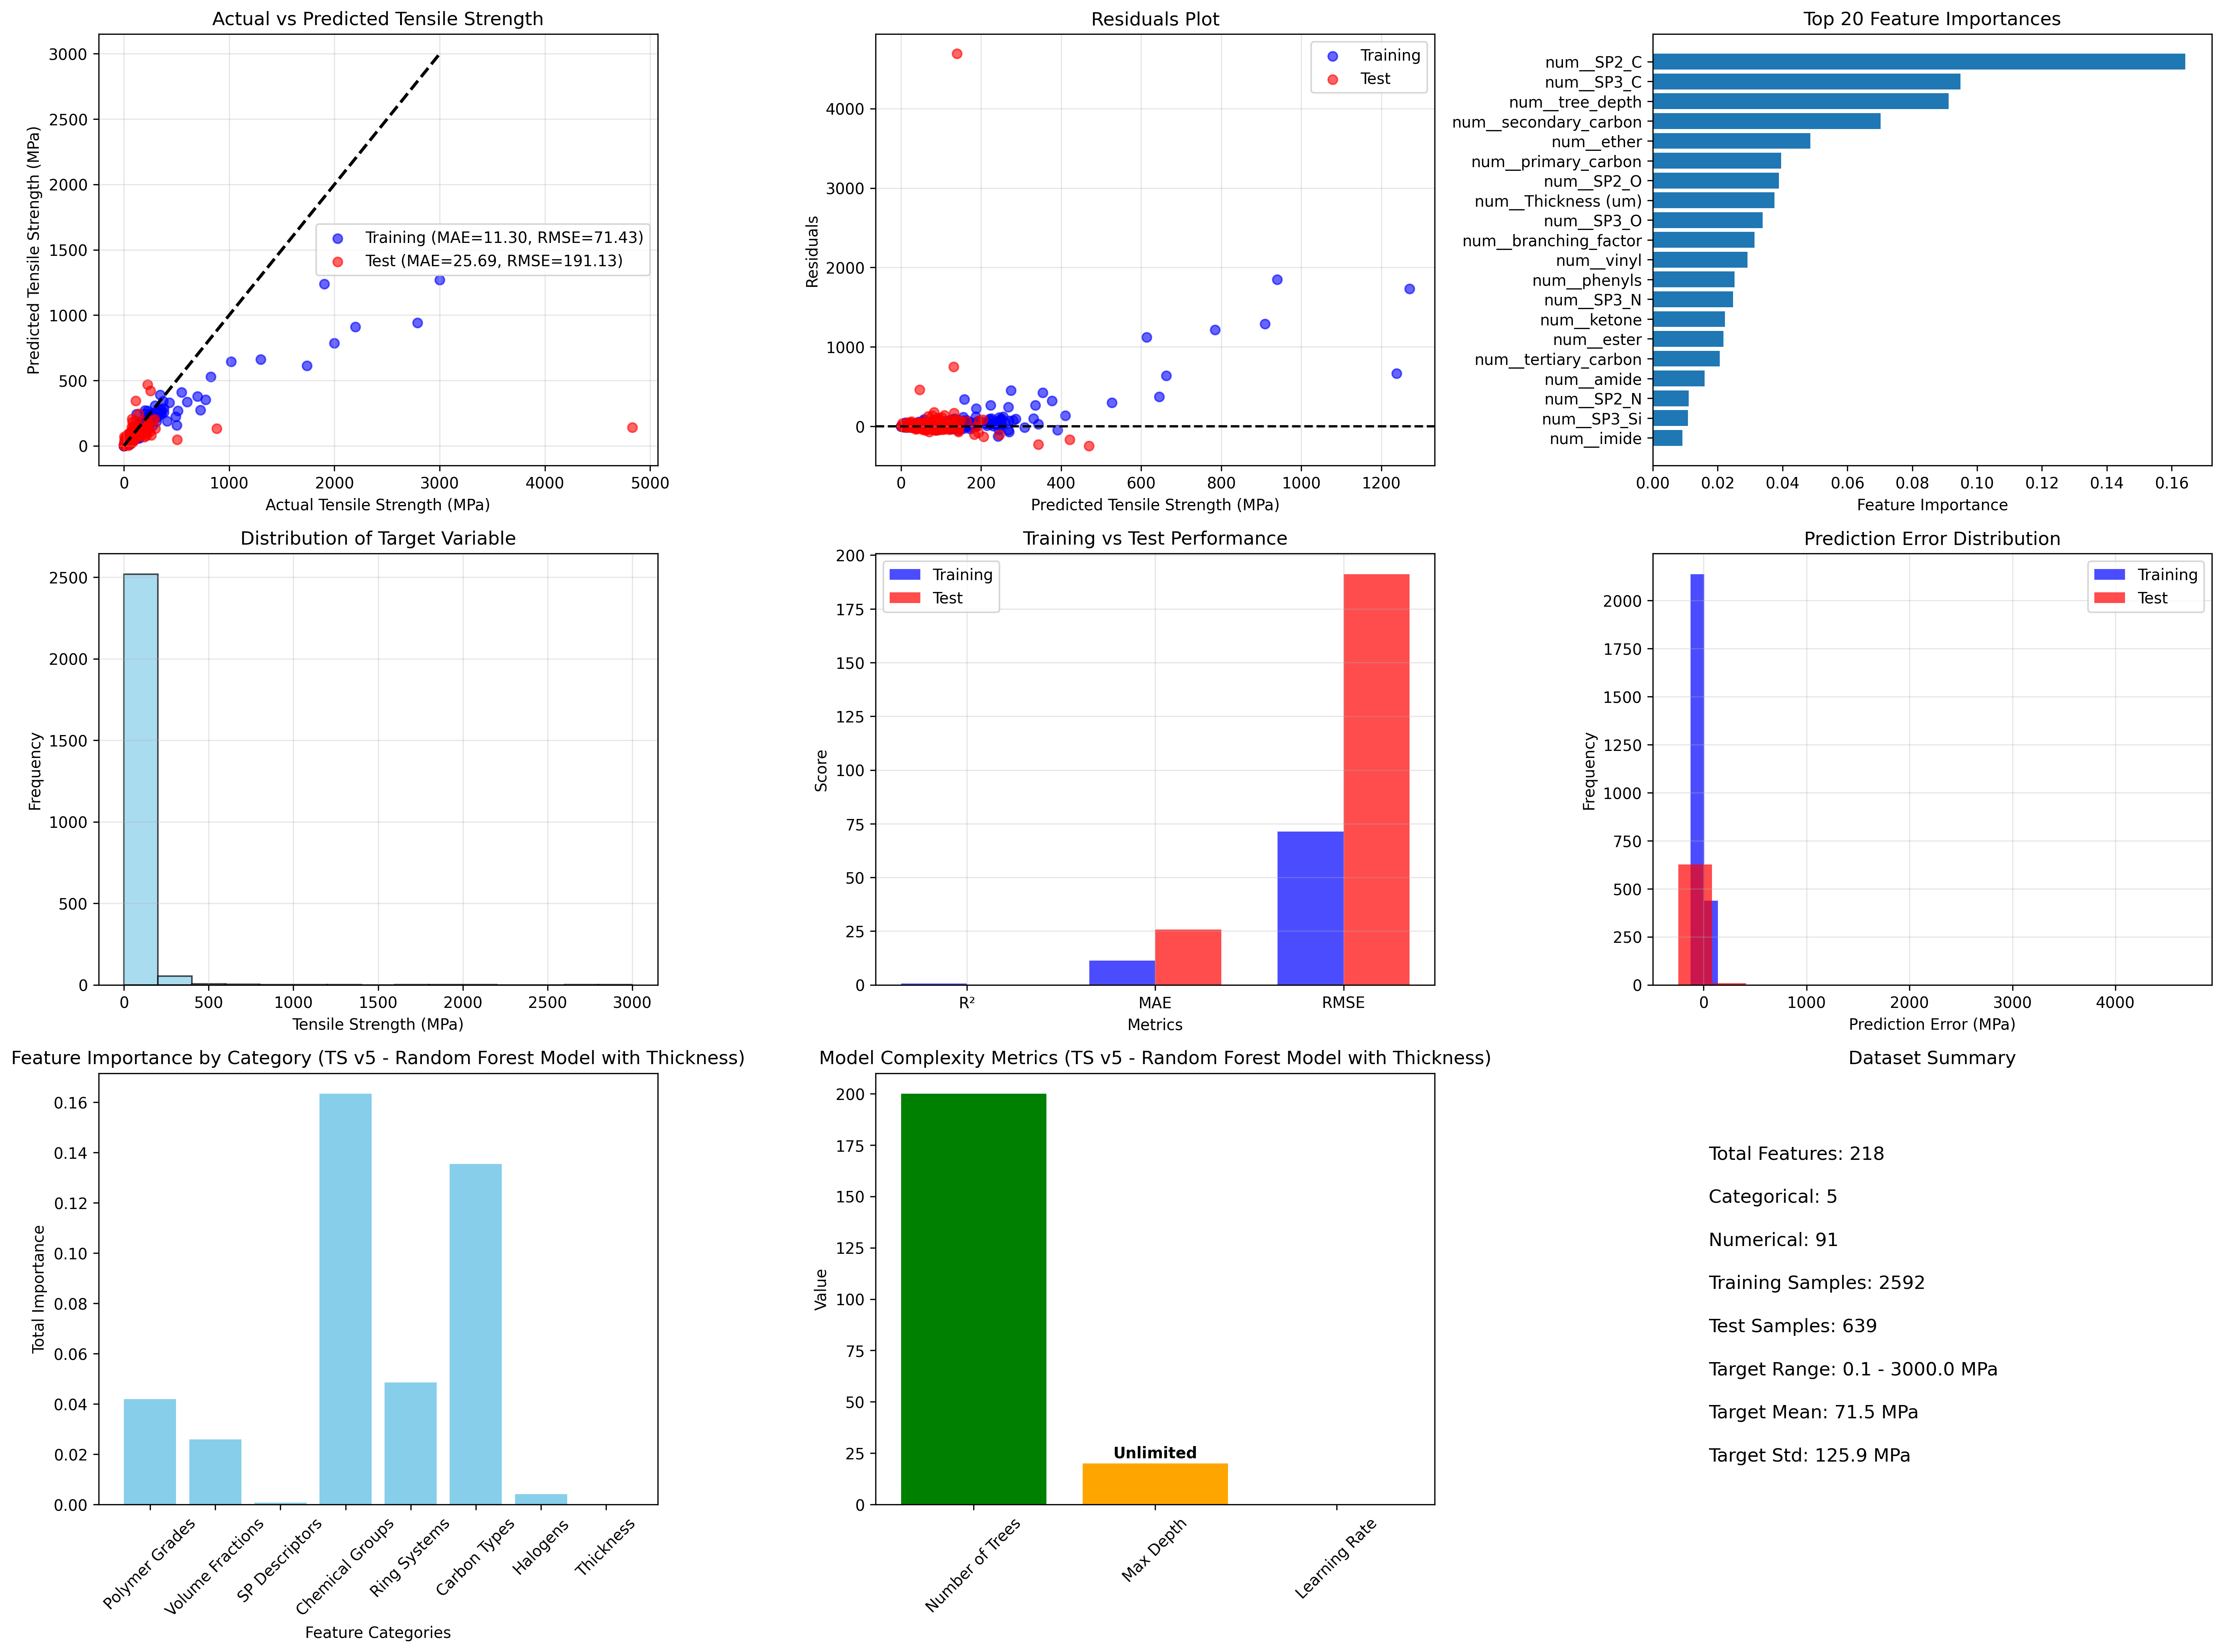 Actual vs Predicted Tensile Strength
3000
2500
2000
1500
1000
500
0
Predicted Tensile Strength (MPa)
Training (MAE=11.30, RMSE=71.43)
Test (MAE=25.69, RMSE=191.13)
0 1000 2000 3000 4000 5000
Actual Tensile Strength (MPa)
Residuals Plot
Training
Test
4000
3000
2000
1000
0
Residuals
0 200 400 600 800 1000 1200
Predicted Tensile Strength (MPa)
Top 20 Feature Importances
num__SP2_C
num__SP3_C
num__tree_depth
num__secondary_carbon
num__ether
num__primary_carbon
num__SP2_O
num__Thickness (um)
num__SP3_O
num__branching_factor
num__vinyl
num__phenyls
num__SP3_N
num__ketone
num__ester
num__tertiary_carbon
num__amide
num__SP2_N
num__SP3_Si
num__imide
0.00 0.02 0.04 0.06 0.08 0.10 0.12 0.14 0.16
Feature Importance
Distribution of Target Variable
2500
2000
1500
1000
500
0
Frequency
0 500 1000 1500 2000 2500 3000
Tensile Strength (MPa)
Training vs Test Performance
Training
Test
200
175
150
125
100
75
50
25
0
Score
R² MAE RMSE
Metrics
Prediction Error Distribution
Training
Test
2000
1750
1500
1250
1000
750
500
250
0
Frequency
0 1000 2000 3000 4000
Prediction Error (MPa)
Feature Importance by Category (TS v5 - Random Forest Model with Thickness)
0.16
0.14
0.12
0.10
0.08
0.06
0.04
0.02
0.00
Total Importance
Polymer Grades
Volume Fractions
SP Descriptors
Chemical Groups
Ring Systems
Carbon Types
Halogens
Thickness
Feature Categories
Model Complexity Metrics (TS v5 - Random Forest Model with Thickness)
200
175
150
125
100
75
50
25
0
Value
Unlimited
Number of Trees
Max Depth
Learning Rate
Dataset Summary
Total Features: 218
Categorical: 5
Numerical: 91
Training Samples: 2592
Test Samples: 639
Target Range: 0.1 - 3000.0 MPa
Target Mean: 71.5 MPa
Target Std: 125.9 MPa